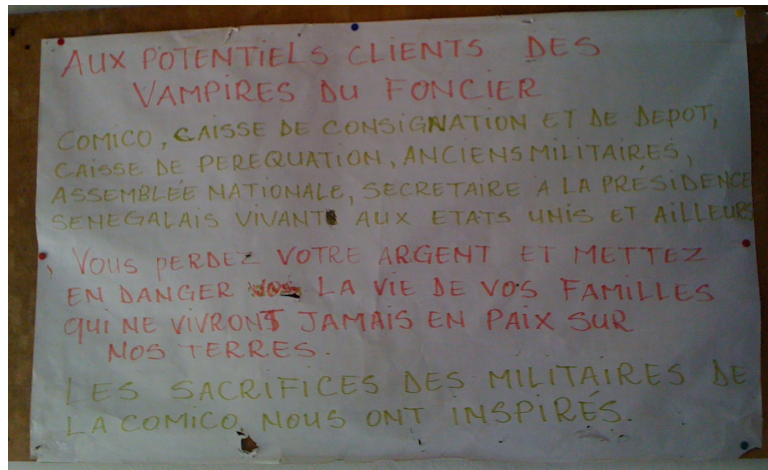 AUX POTENTIELS CLIENTS DES
VAMPIRES DU FONCIER
COMICO, CAISSE DE CONSIGNATION ET DE DEPOT,
CAISSE DE PEREQUATION, ANCIENS MILITAIRES,
ASSEMBLÉE NATIONALE, SECRETAIRE A LA PRÉSIDENCE
SENEGALAIS VIVANT AUX ETATS UNIS ET AILLEURS
, VOUS PERDEZ VOTRE ARGENT ET METTEZ
EN DANGER LA VIE DE VOS FAMILLES
QUI NE VIVRONT JAMAIS EN PAIX SUR
NOS TERRES.
LES SACRIFICES DES MILITAIRES DE
LA COMICO NOUS ONT INSPIRÉS.